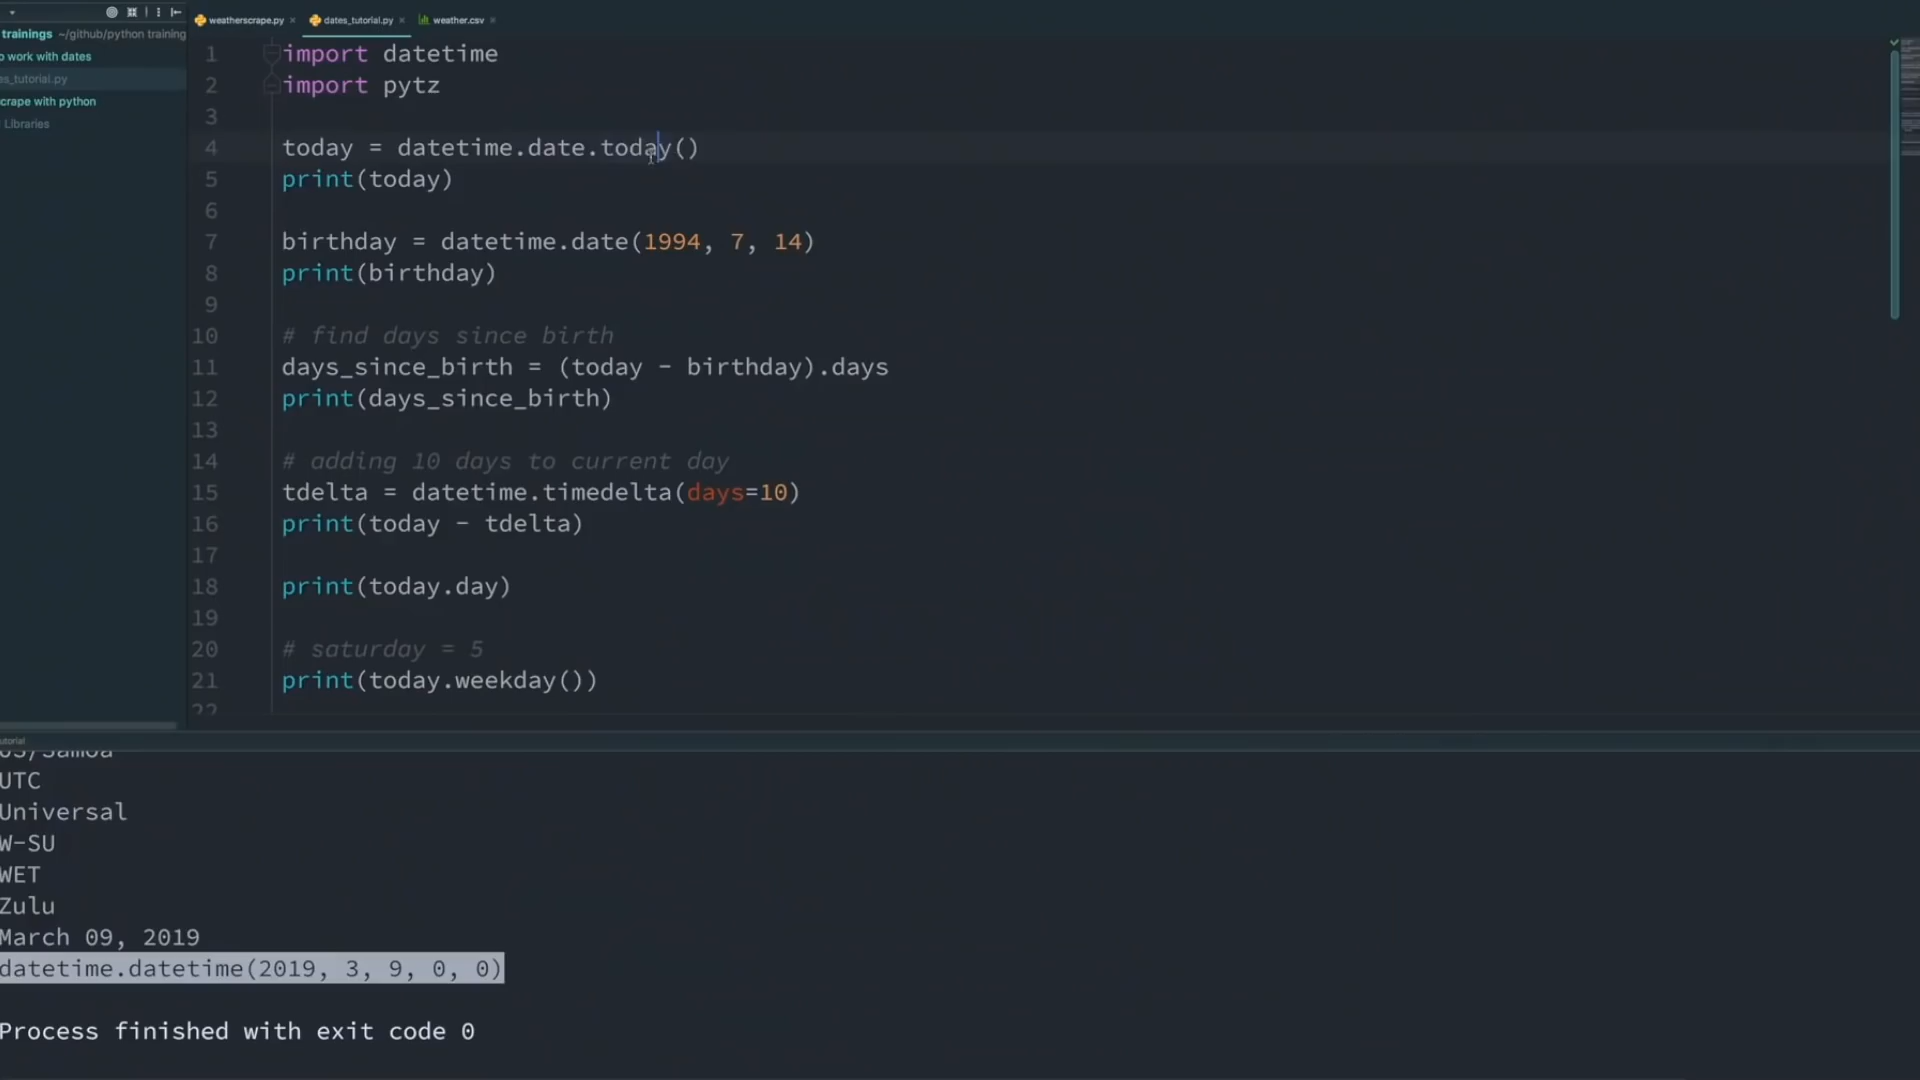 weatherscrape.py
dates_tutorial.py
weather.csv
trainings ~/github/python training
o work with dates
es_tutorial.py
crape with python
Libraries
1 import datetime
2 import pytz
3
4 today = datetime.date.today()
5 print(today)
6
7 birthday = datetime.date(1994, 7, 14)
8 print(birthday)
9
10 # find days since birth
11 days_since_birth = (today - birthday).days
12 print(days_since_birth)
13
14 # adding 10 days to current day
15 tdelta = datetime.timedelta(days=10)
16 print(today - tdelta)
17
18 print(today.day)
19
20 # saturday = 5
21 print(today.weekday())
22
utorial
US/Samoa
UTC
Universal
W-SU
WET
Zulu
March 09, 2019
datetime.datetime(2019, 3, 9, 0, 0)
Process finished with exit code 0